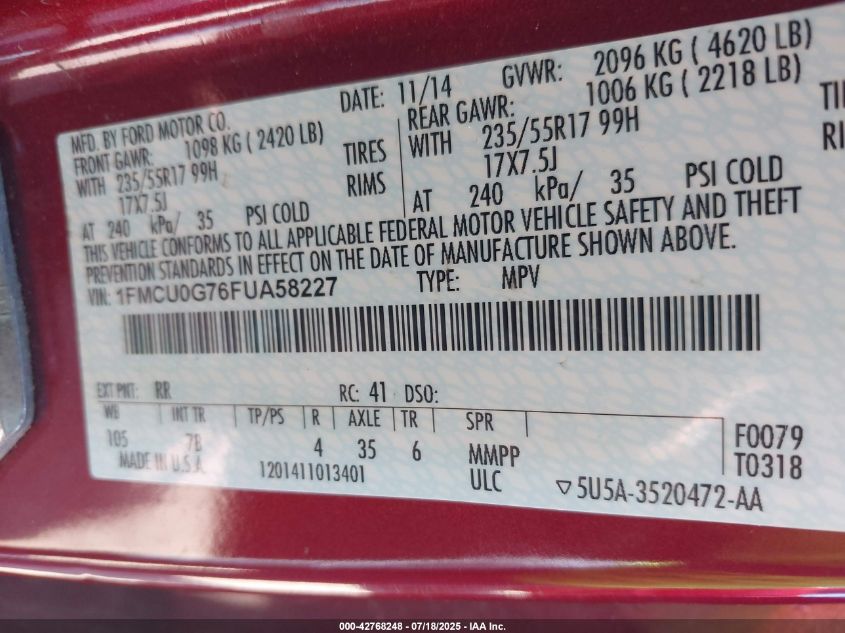 MFD. BY FORD MOTOR CO. DATE: 11/14 GVWR: 2096 KG ( 4620 LB)
FRONT GAWR: 1098 KG ( 2420 LB) REAR GAWR: 1006 KG ( 2218 LB)
WITH 235/55R17 99H TIRES WITH 235/55R17 99H TI
17X7.5J RIMS 17X7.5J RI
AT 240 kPa/ 35 PSI COLD AT 240 kPa/ 35 PSI COLD
THIS VEHICLE CONFORMS TO ALL APPLICABLE FEDERAL MOTOR VEHICLE SAFETY AND THEFT
PREVENTION STANDARDS IN EFFECT ON THE DATE OF MANUFACTURE SHOWN ABOVE.
VIN: 1FMCU0G76FUA58227 TYPE: MPV
EXT PNT: RR RC: 41 DSO:
WB INT TR TP/PS R AXLE TR SPR
105 7B 4 35 6 MMPP F0079
MADE IN U.S.A. 1201411013401 ULC T0318
▽5U5A-3520472-AA
000-42768248 - 07/18/2025 - IAA Inc.